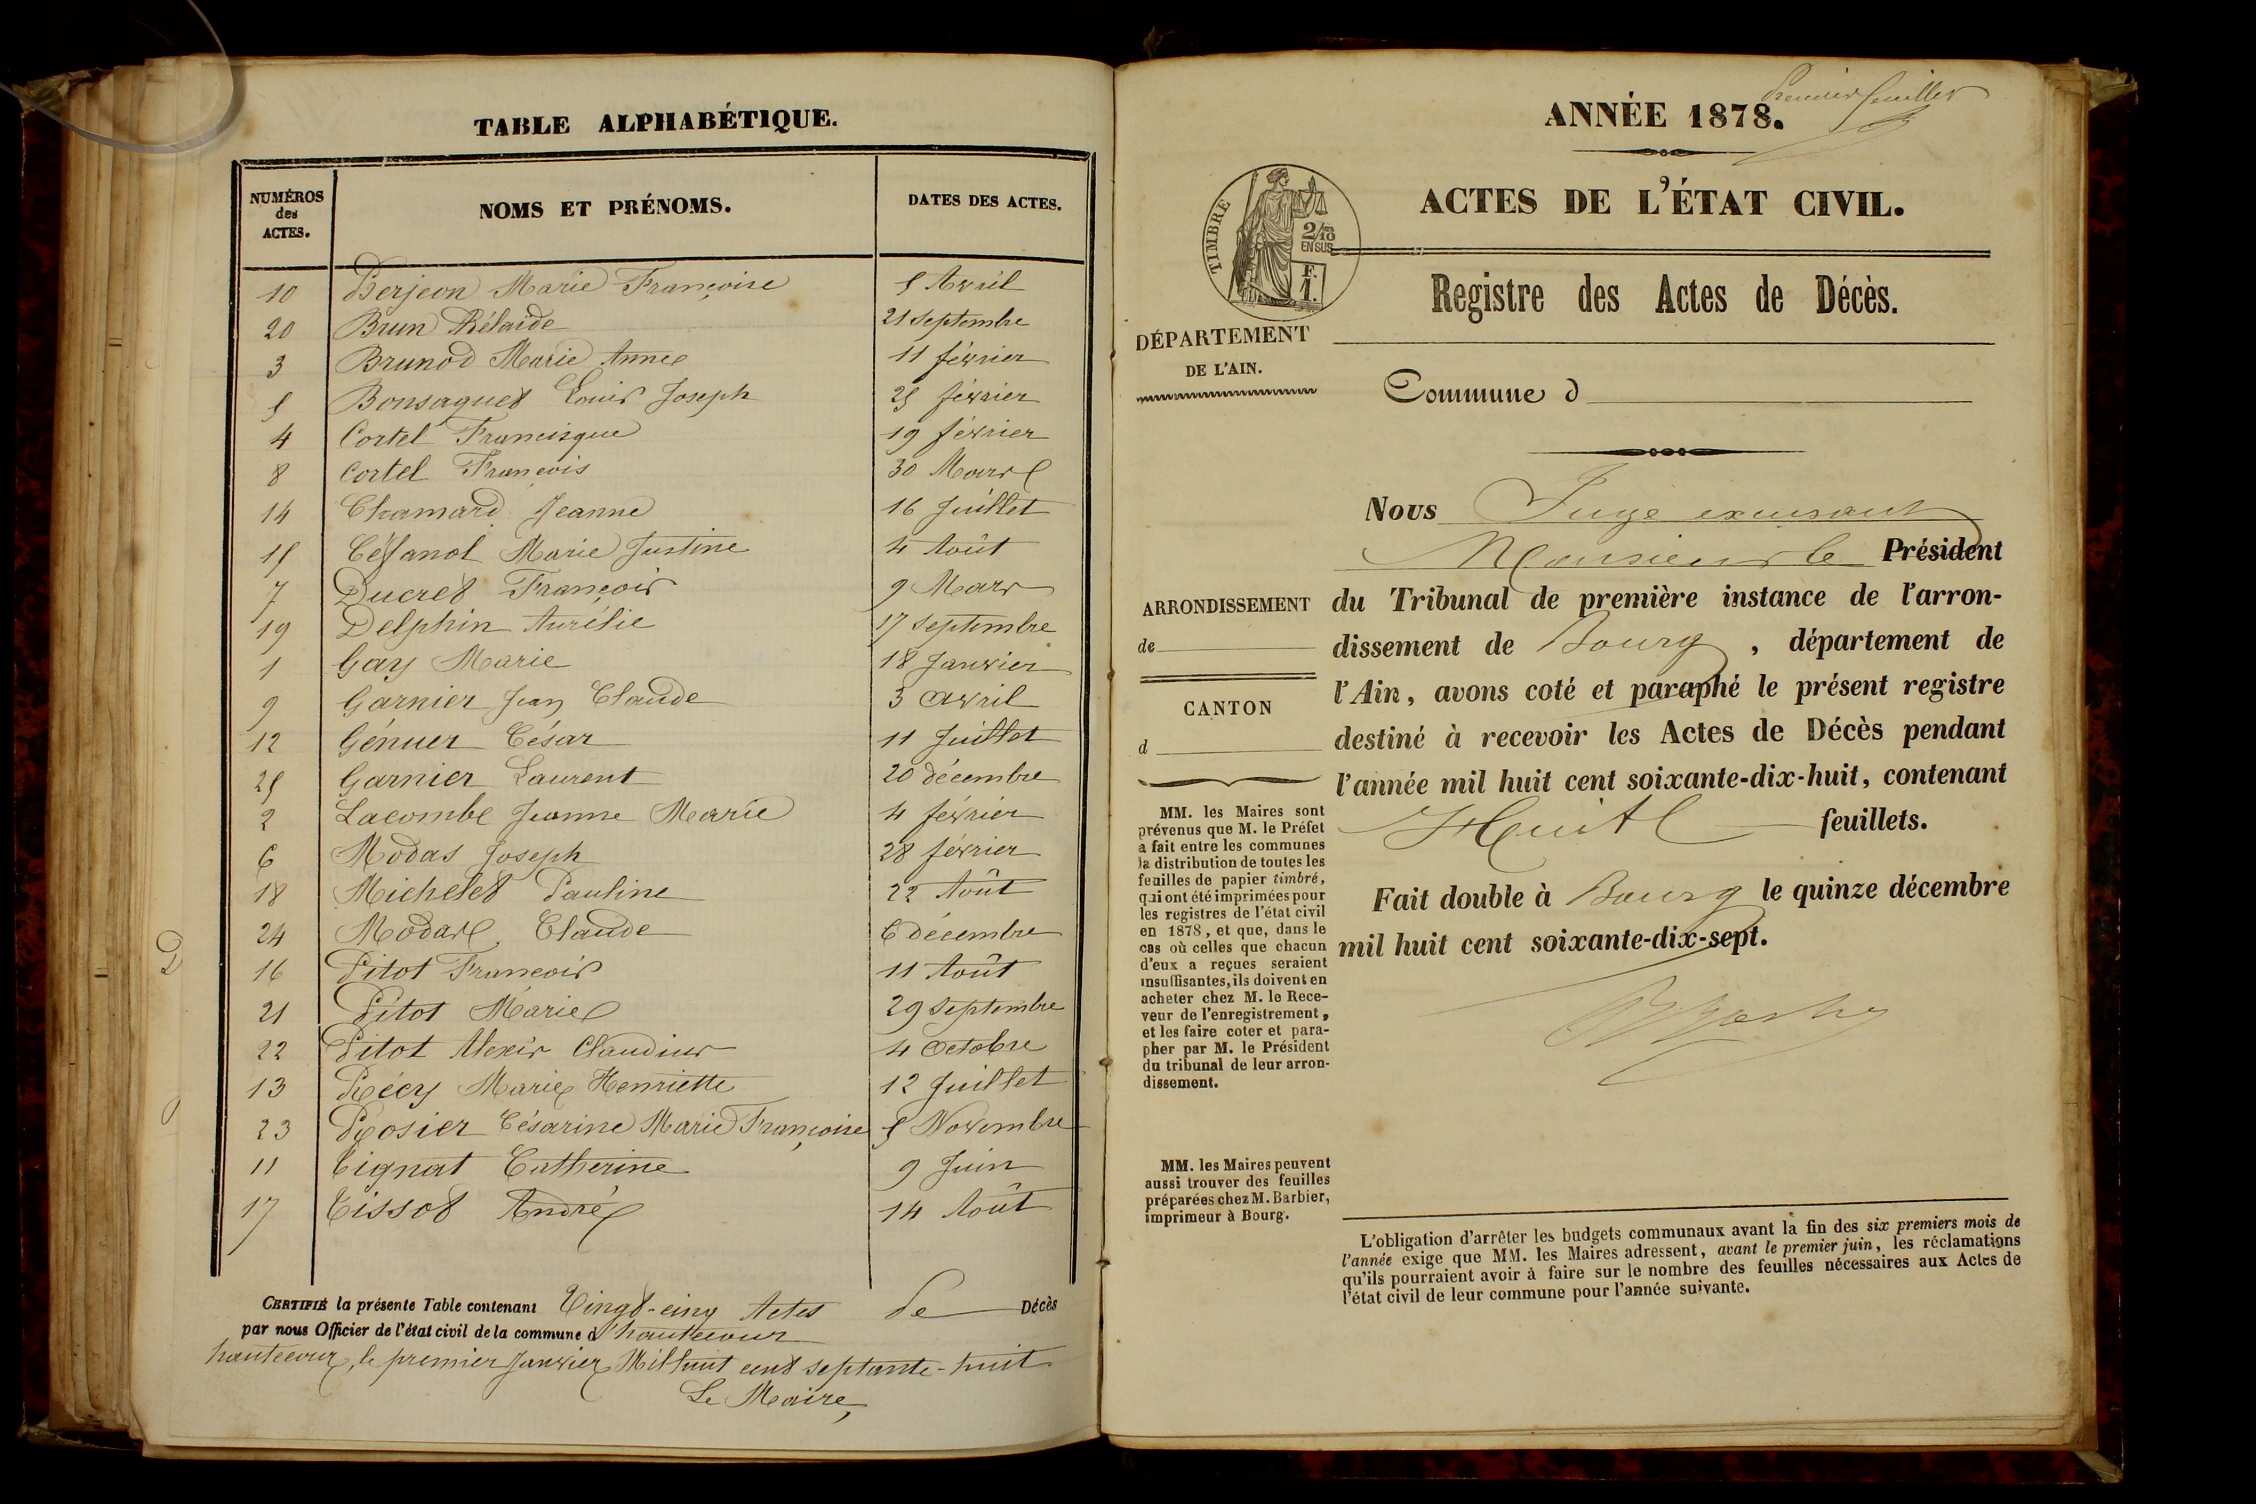 TABLE ALPHABÉTIQUE.
NUMÉROS des ACTES. NOMS ET PRÉNOMS. DATES DES ACTES.
10 Berjeon Marie Françoise 5 Avril
20 Brun Adélaïde 21 septembre
3 Brunod Marie Anne 11 février
5 Bonsaquet Louis Joseph 25 février
4 Cortel Francisque 19 février
8 Cortel François 30 Mars
14 Chamard Jeanne 16 Juillet
15 Marie Justine 4 Août
7 Ducret François 9 Mars
19 Delphin Aurélie 17 septembre
1 Gay Marie 18 Janvier
9 Garnier Jean Claude 3 avril
12 Génuer César 11 Juillet
25 Garnier Laurent 20 décembre
2 Lacombe Jeanne Marie 4 février
6 Modas Joseph 28 février
18 Michelet Pauline 22 Août
24 Modas Claude 6 décembre
16 Pitot François 11 Août
21 Pitot Marie 29 septembre
22 Pitot Alexis Claudius 4 Octobre
13 Récy Marie Henriette 12 Juillet
23 Rosier Césarine Marie Françoise 5 Novembre
11 Tignat Catherine 9 Juin
17 Tissot André 14 Août
CERTIFIÉ la présente Table contenant Vingt-cinq Actes de Décès
par nous Officier de l'état civil de la commune d'hautecour
hautecour, le premier Janvier Mil huit cent septante-huit
Le Maire,
Premier feuillet
ANNÉE 1878.
ACTES DE L'ÉTAT CIVIL.
TIMBRE
2/10
EN SUS
F.
1.
Registre des Actes de Décès.
DÉPARTEMENT
DE L'AIN.
Commune d
ARRONDISSEMENT
de
CANTON
d
MM. les Maires sont
prévenus que M. le Préfet
a fait entre les communes
la distribution de toutes les
feuilles de papier timbré,
qui ont été imprimées pour
les registres de l'état civil
en 1878, et que, dans le
cas où celles que chacun
d'eux a reçues seraient
insuffisantes, ils doivent en
acheter chez M. le Rece-
veur de l'enregistrement,
et les faire coter et para-
pher par M. le Président
du tribunal de leur arron-
dissement.
MM. les Maires peuvent
aussi trouver des feuilles
préparées chez M. Barbier,
imprimeur à Bourg.
Nous Juge excusant
Monsieur le Président
du Tribunal de première instance de l'arron-
dissement de Bourg, département de
l'Ain, avons coté et paraphé le présent registre
destiné à recevoir les Actes de Décès pendant
l'année mil huit cent soixante-dix-huit, contenant
Huit feuillets.
Fait double à Bourg le quinze décembre
mil huit cent soixante-dix-sept.
L'obligation d'arrêter les budgets communaux avant la fin des six premiers mois de
l'année exige que MM. les Maires adressent, avant le premier juin, les réclamations
qu'ils pourraient avoir à faire sur le nombre des feuilles nécessaires aux Actes de
l'état civil de leur commune pour l'année suivante.